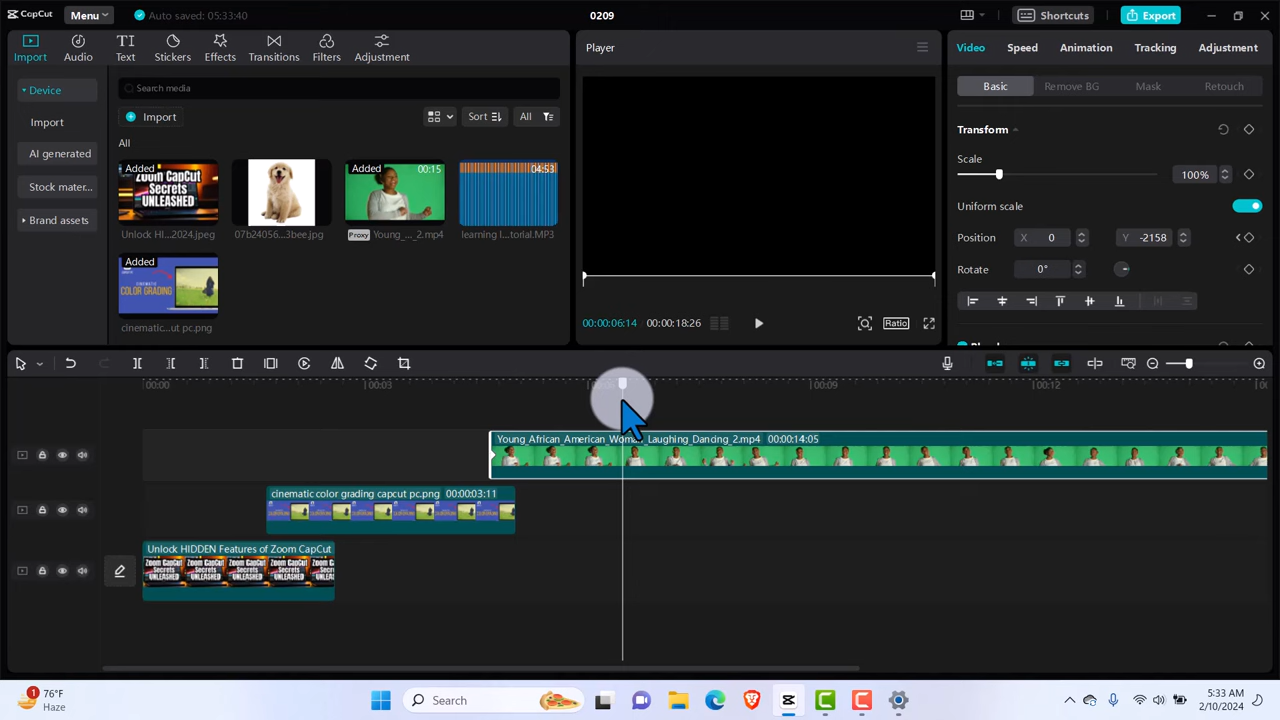 CapCut
Menu
Auto saved: 05:33:40
0209
Shortcuts
Export
Import
Audio
Text
Stickers
Effects
Transitions
Filters
Adjustment
Player
Video
Speed
Animation
Tracking
Adjustment
Device
Import
AI generated
Stock mater...
Brand assets
Search media
Import
Sort
All
All
Added
ZOOM CAPCUT
SECRETS
UNLEASHED
Unlock HI...2024.jpeg
07b24056...3bee.jpg
Added
00:15
Proxy
Young_..._2.mp4
04:53
learning l...torial.MP3
Added
COLOR GRADING
cinematic...ut pc.png
00:00:06:14
00:00:18:26
Ratio
Basic
Remove BG
Mask
Retouch
Transform
Scale
100%
Uniform scale
Position
X 0
Y -2158
Rotate
0°
00:00
00:03
00:09
00:12
Young_African_American_Woman_Laughing_Dancing_2.mp4 00:00:14:05
cinematic color grading capcut pc.png 00:00:03:11
Unlock HIDDEN Features of Zoom CapCut
76°F
Haze
1
Search
5:33 AM
2/10/2024